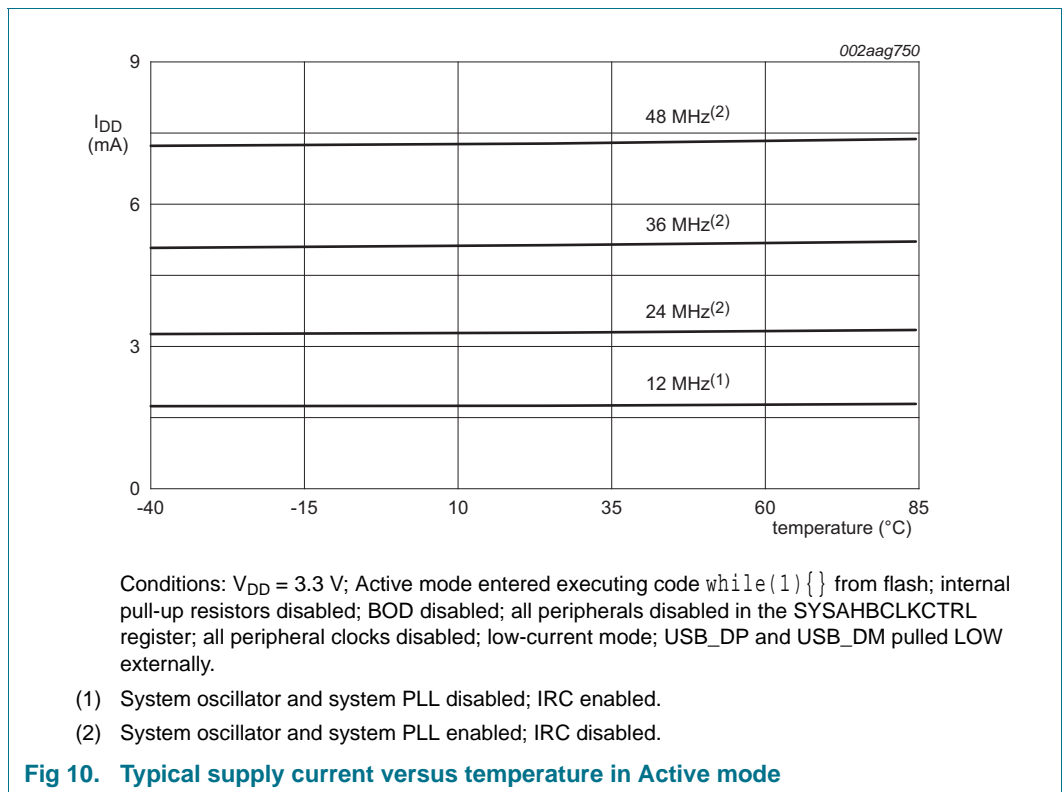 002aag750
9
I_DD
(mA)
48 MHz(2)
6
36 MHz(2)
24 MHz(2)
3
12 MHz(1)
0
-40 -15 10 35 60 85
temperature (°C)
Conditions: V_DD = 3.3 V; Active mode entered executing code while(1){} from flash; internal
pull-up resistors disabled; BOD disabled; all peripherals disabled in the SYSAHBCLKCTRL
register; all peripheral clocks disabled; low-current mode; USB_DP and USB_DM pulled LOW
externally.
(1) System oscillator and system PLL disabled; IRC enabled.
(2) System oscillator and system PLL enabled; IRC disabled.
Fig 10. Typical supply current versus temperature in Active mode